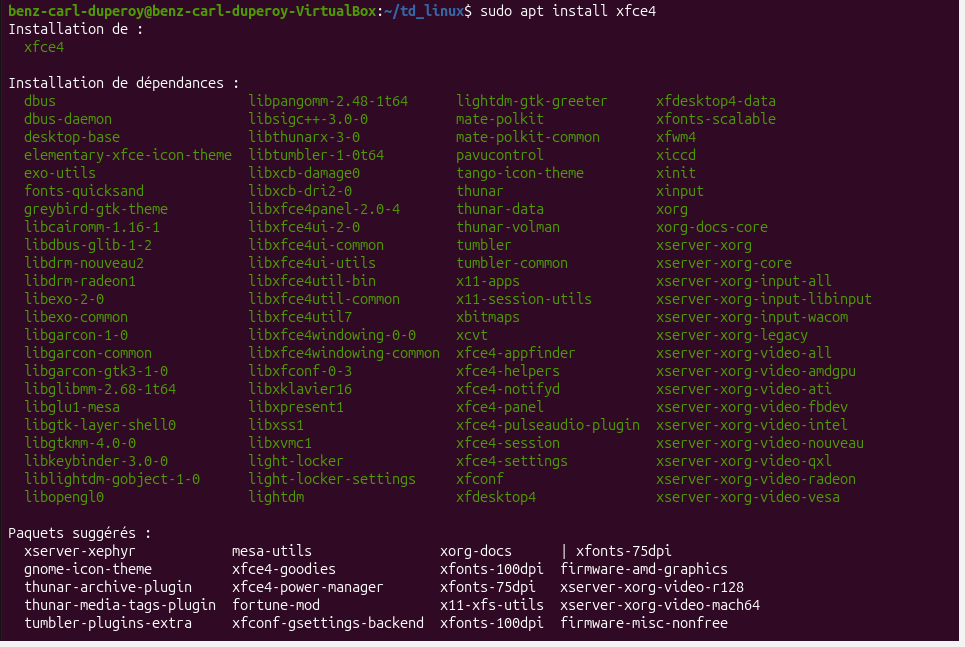 benz-carl-duperoy@benz-carl-duperoy-VirtualBox:~/td_linux$ sudo apt install xfce4
Installation de :
xfce4
Installation de dépendances :
dbus libpangomm-2.48-1t64 lightdm-gtk-greeter xfdesktop4-data
dbus-daemon libsigc++-3.0-0 mate-polkit xfonts-scalable
desktop-base libthunarx-3-0 mate-polkit-common xfwm4
elementary-xfce-icon-theme libtumbler-1-0t64 pavucontrol xiccd
exo-utils libxcb-damage0 tango-icon-theme xinit
fonts-quicksand libxcb-dri2-0 thunar xinput
greybird-gtk-theme libxfce4panel-2.0-4 thunar-data xorg
libcairomm-1.16-1 libxfce4ui-2-0 thunar-volman xorg-docs-core
libdbus-glib-1-2 libxfce4ui-common tumbler xserver-xorg
libdrm-nouveau2 libxfce4ui-utils tumbler-common xserver-xorg-core
libdrm-radeon1 libxfce4util-bin x11-apps xserver-xorg-input-all
libexo-2-0 libxfce4util-common x11-session-utils xserver-xorg-input-libinput
libexo-common libxfce4util7 xbitmaps xserver-xorg-input-wacom
libgarcon-1-0 libxfce4windowing-0-0 xcvt xserver-xorg-legacy
libgarcon-common libxfce4windowing-common xfce4-appfinder xserver-xorg-video-all
libgarcon-gtk3-1-0 libxfconf-0-3 xfce4-helpers xserver-xorg-video-amdgpu
libglibmm-2.68-1t64 libxklavier16 xfce4-notifyd xserver-xorg-video-ati
libglu1-mesa libxpresent1 xfce4-panel xserver-xorg-video-fbdev
libgtk-layer-shell0 libxss1 xfce4-pulseaudio-plugin xserver-xorg-video-intel
libgtkmm-4.0-0 libxvmc1 xfce4-session xserver-xorg-video-nouveau
libkeybinder-3.0-0 light-locker xfce4-settings xserver-xorg-video-qxl
liblightdm-gobject-1-0 light-locker-settings xfconf xserver-xorg-video-radeon
libopengl0 lightdm xfdesktop4 xserver-xorg-video-vesa
Paquets suggérés :
xserver-xephyr mesa-utils xorg-docs | xfonts-75dpi
gnome-icon-theme xfce4-goodies xfonts-100dpi firmware-amd-graphics
thunar-archive-plugin xfce4-power-manager xfonts-75dpi xserver-xorg-video-r128
thunar-media-tags-plugin fortune-mod x11-xfs-utils xserver-xorg-video-mach64
tumbler-plugins-extra xfconf-gsettings-backend xfonts-100dpi firmware-misc-nonfree